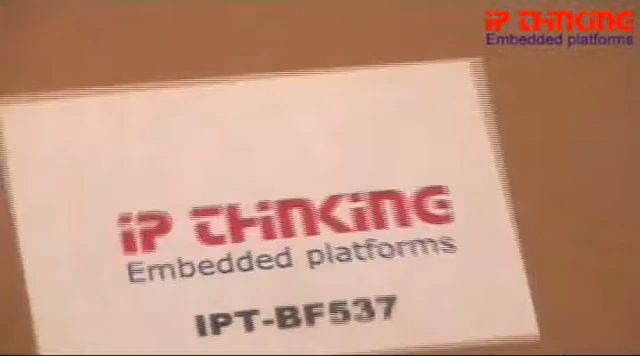 iP THiNKiNG
Embedded platforms
iP THiNKiNG
Embedded platforms
IPT-BF537